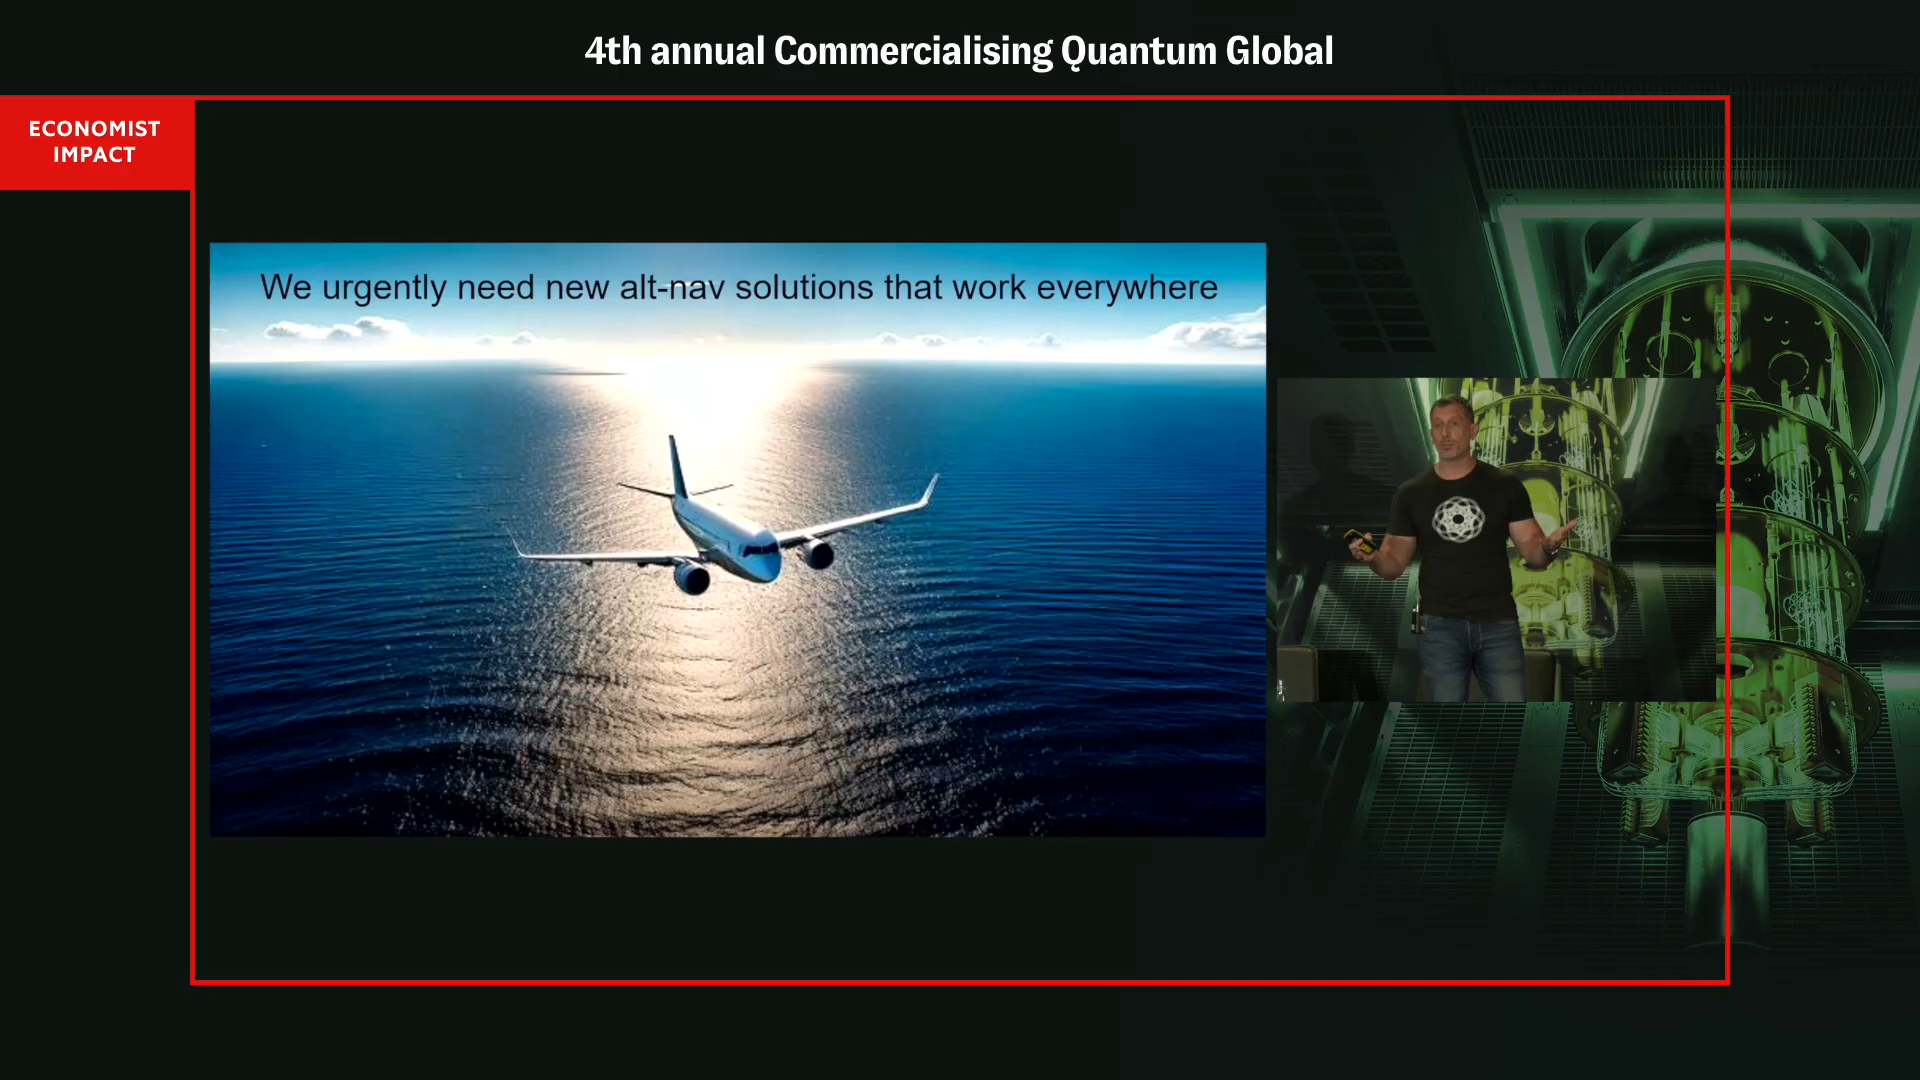 4th annual Commercialising Quantum Global
ECONOMIST
IMPACT
We urgently need new alt-nav solutions that work everywhere